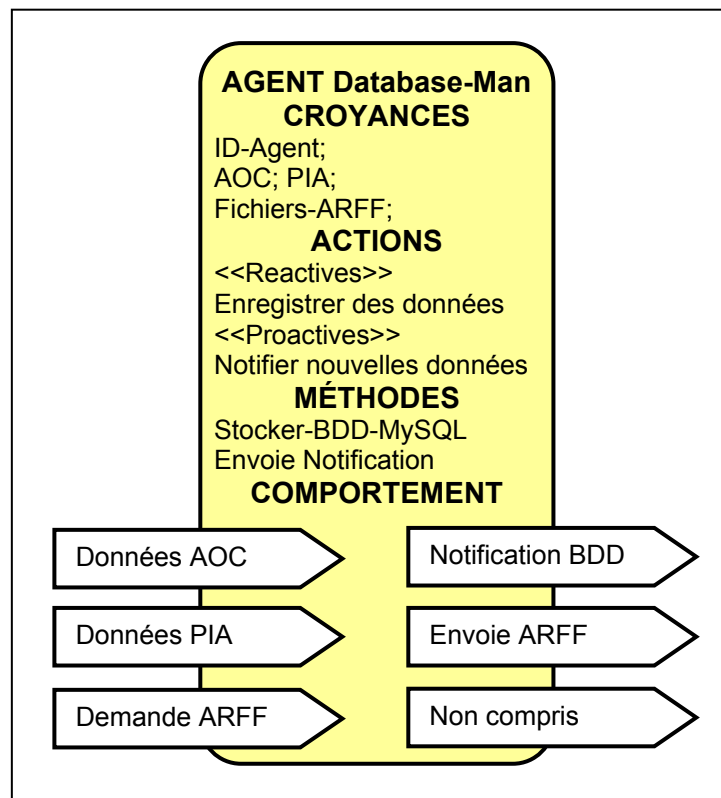 AGENT Database-Man
CROYANCES
ID-Agent;
AOC; PIA;
Fichiers-ARFF;
ACTIONS
<<Reactives>>
Enregistrer des données
<<Proactives>>
Notifier nouvelles données
MÉTHODES
Stocker-BDD-MySQL
Envoie Notification
COMPORTEMENT
Données AOC
Notification BDD
Données PIA
Envoie ARFF
Demande ARFF
Non compris